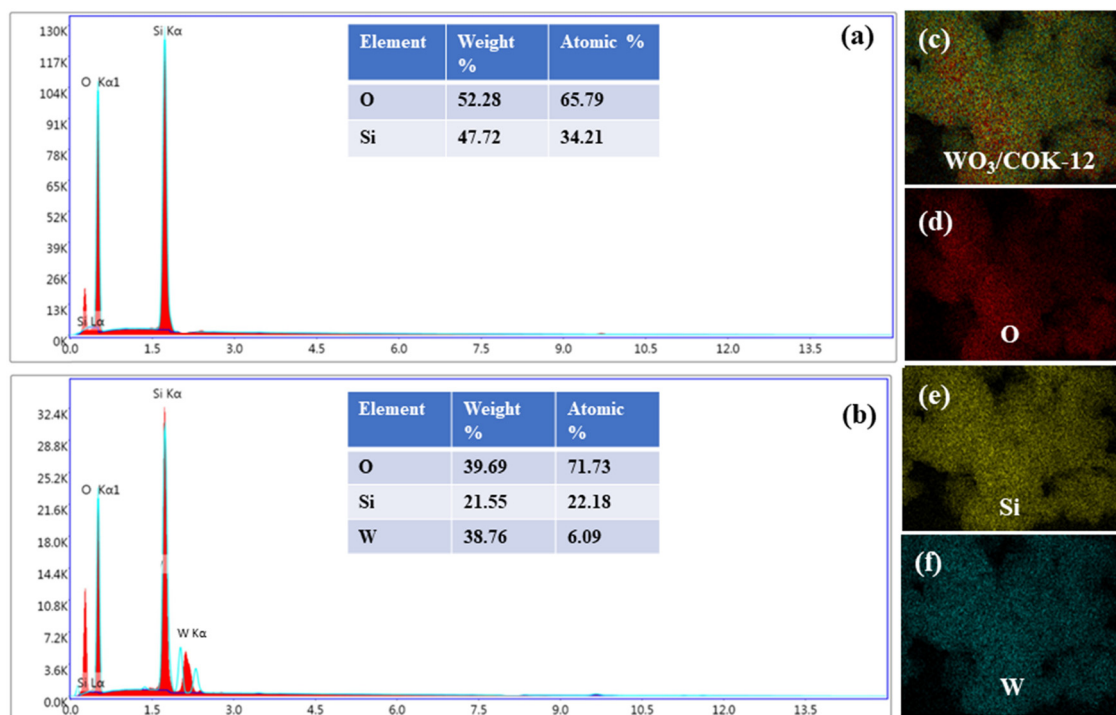 (a)
130K
117K
104K
91K
78K
65K
52K
39K
26K
13K
0K
O Kα1
Si Kα
Si Lα
0.0 1.5 3.0 4.5 6.0 7.5 9.0 10.5 12.0 13.5
Element Weight % Atomic %
O 52.28 65.79
Si 47.72 34.21
(b)
32.4K
28.8K
25.2K
21.6K
18.0K
14.4K
10.8K
7.2K
3.6K
0.0K
O Kα1
Si Kα
W Kα
Si Lα
0.0 1.5 3.0 4.5 6.0 7.5 9.0 10.5 12.0 13.5
Element Weight % Atomic %
O 39.69 71.73
Si 21.55 22.18
W 38.76 6.09
(c)
WO₃/COK-12
(d)
O
(e)
Si
(f)
W